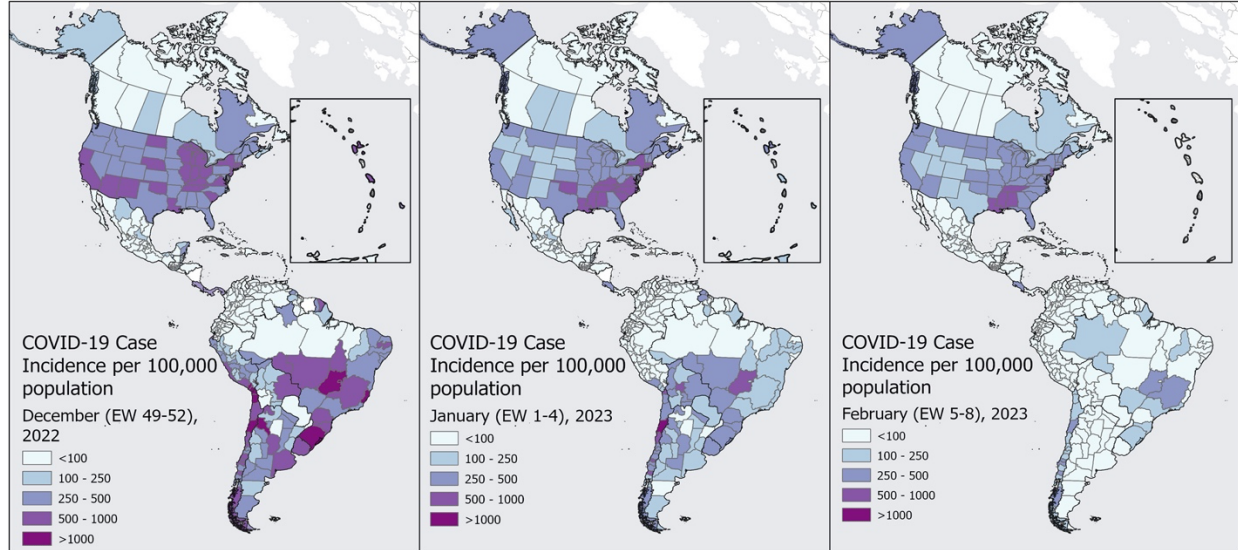 COVID-19 Case
Incidence per 100,000
population
December (EW 49-52),
2022
<100
100 - 250
250 - 500
500 - 1000
>1000
COVID-19 Case
Incidence per 100,000
population
January (EW 1-4), 2023
<100
100 - 250
250 - 500
500 - 1000
>1000
COVID-19 Case
Incidence per 100,000
population
February (EW 5-8), 2023
<100
100 - 250
250 - 500
500 - 1000
>1000